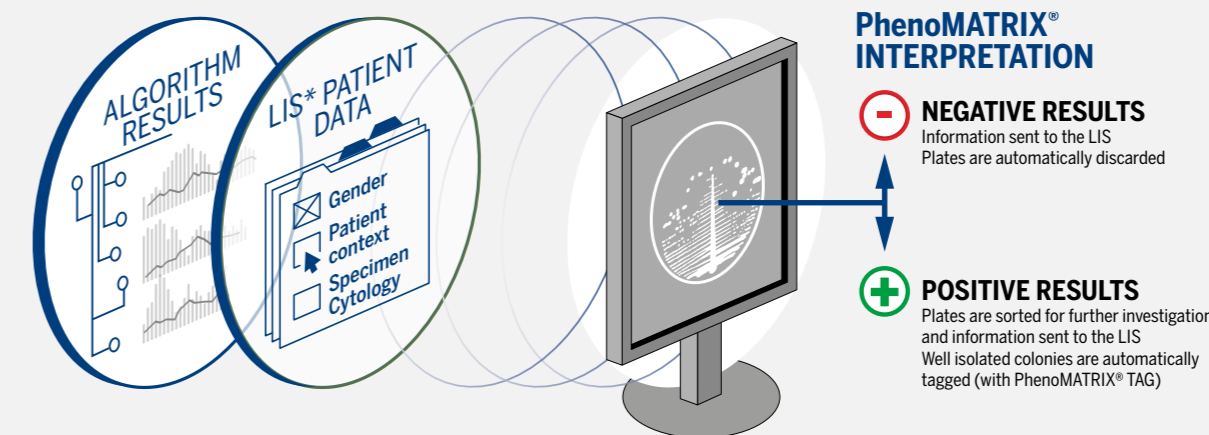 ALGORITHM
RESULTS
LIS* PATIENT
DATA
Gender
Patient
context
Specimen
Cytology
PhenoMATRIX®
INTERPRETATION
NEGATIVE RESULTS
Information sent to the LIS
Plates are automatically discarded
POSITIVE RESULTS
Plates are sorted for further investigation
and information sent to the LIS
Well isolated colonies are automatically
tagged (with PhenoMATRIX® TAG)